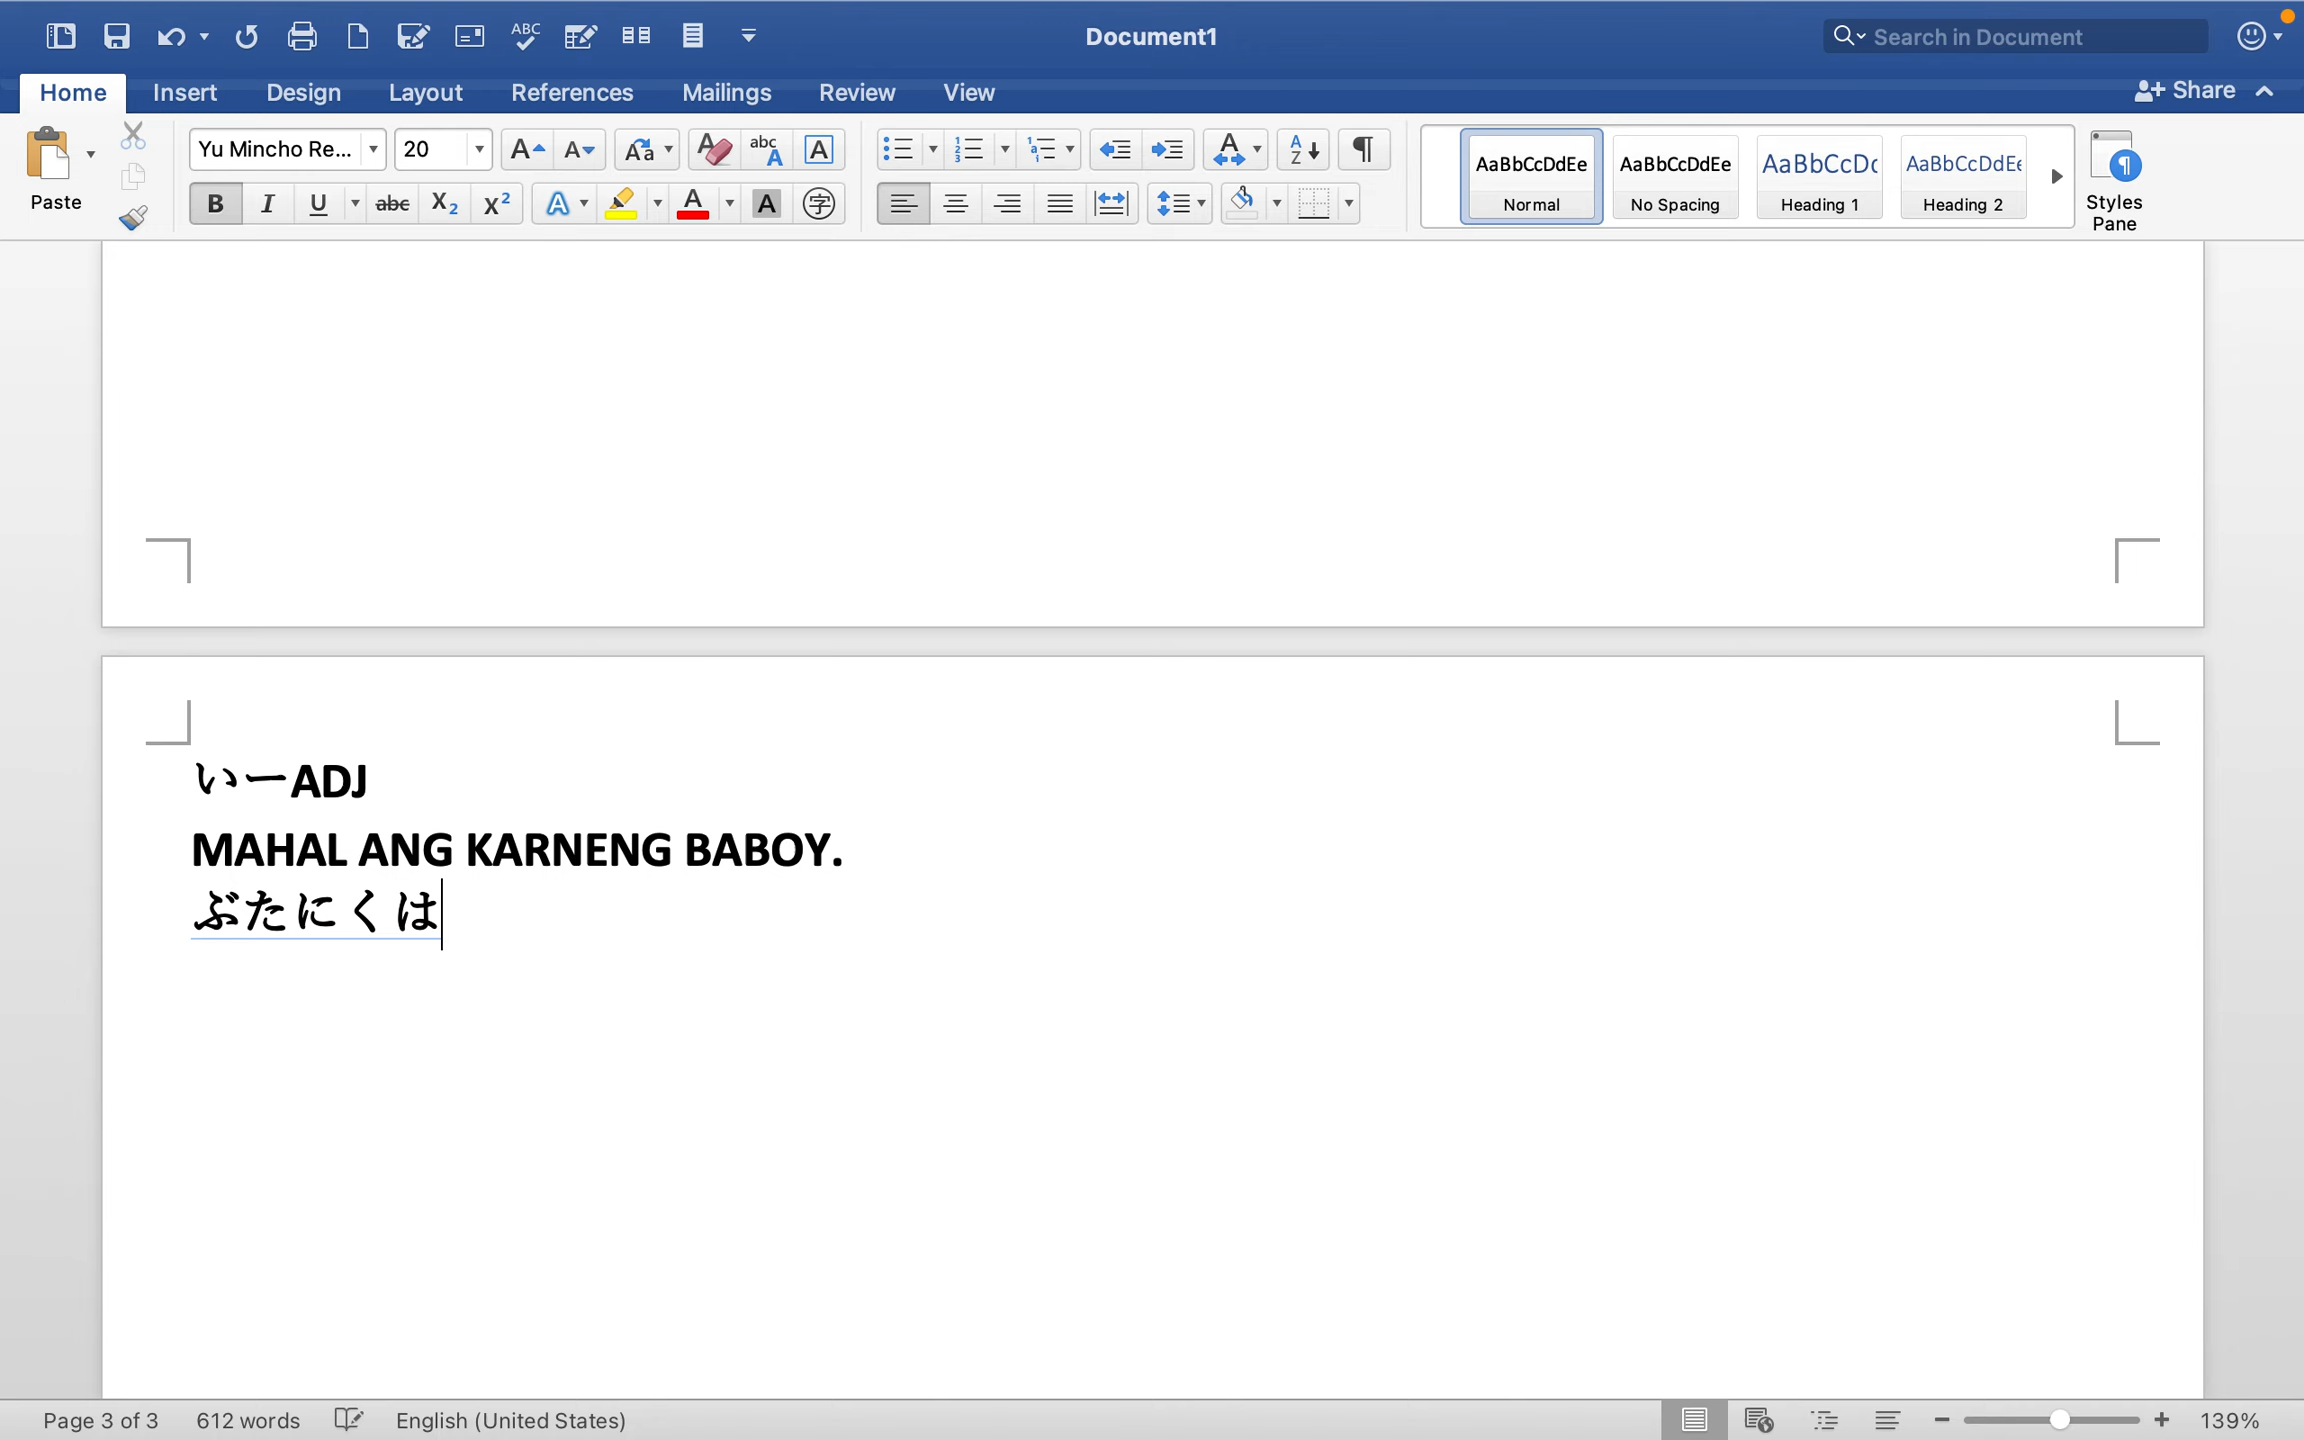 Document1
Search in Document
Home Insert Design Layout References Mailings Review View Share
Paste
Yu Mincho Re... 20
AaBbCcDdEe AaBbCcDdEe AaBbCcDc AaBbCcDdEe
Normal No Spacing Heading 1 Heading 2
Styles Pane
いーADJ
MAHAL ANG KARNENG BABOY.
ぶたにくは
Page 3 of 3 612 words English (United States) 139%